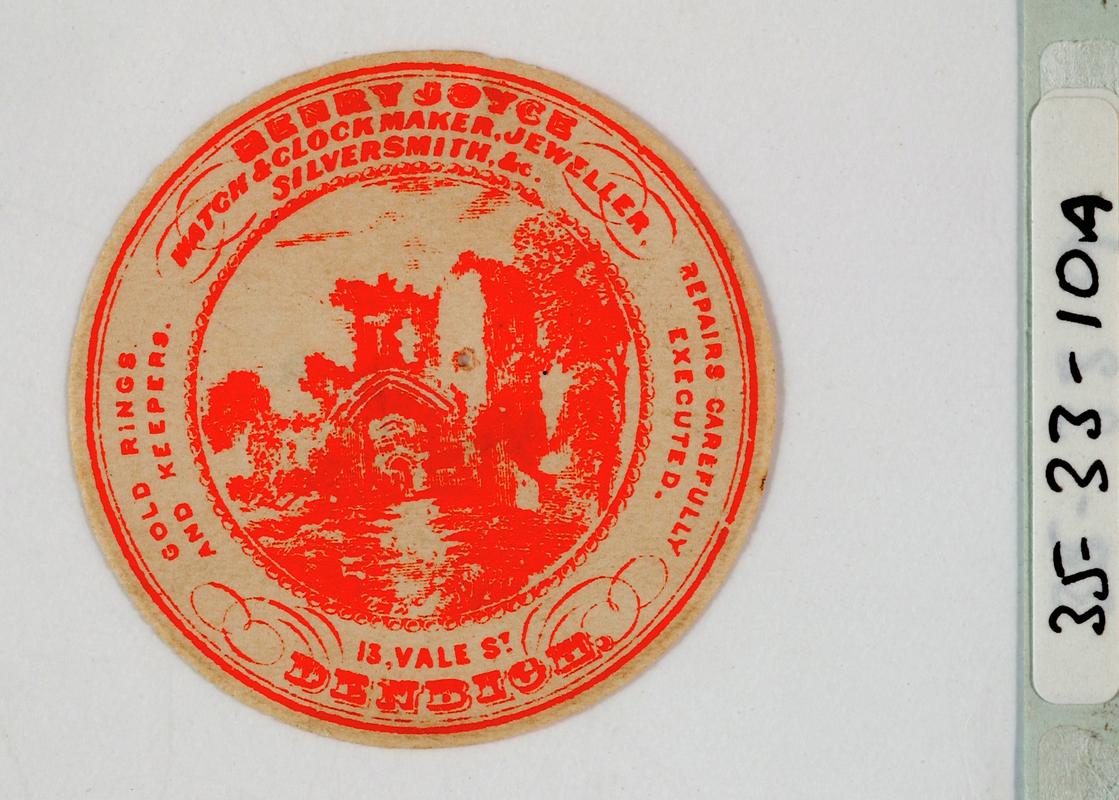 HENRY JOYCE
WATCH & CLOCK MAKER, JEWELLER,
SILVERSMITH, &c.
GOLD RINGS
AND KEEPERS.
REPAIRS CAREFULLY
EXECUTED.
13, VALE ST.
DENBIGH.
35-33-10A